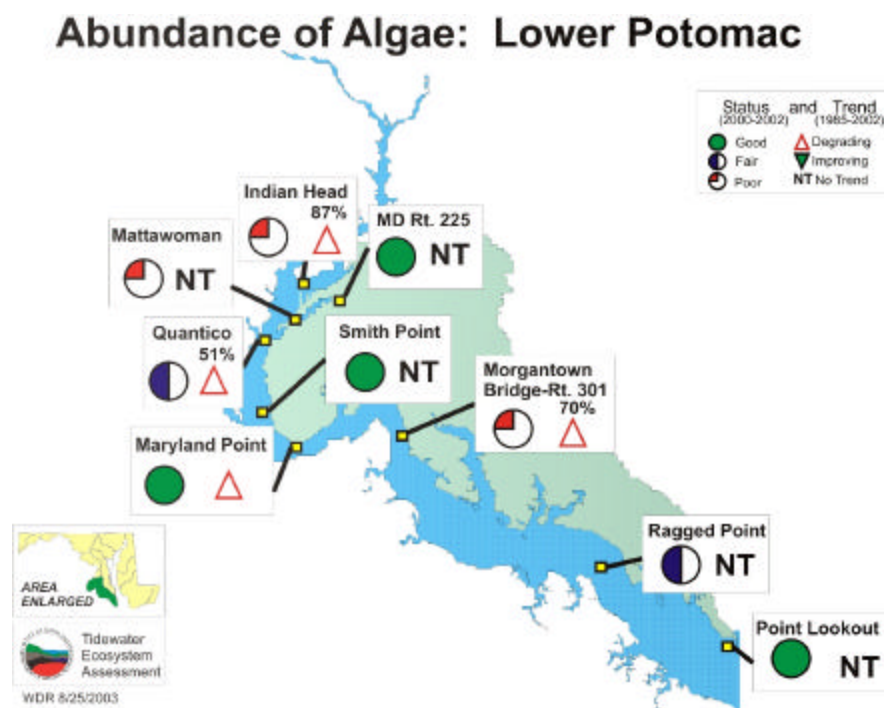 Abundance of Algae: Lower Potomac
Status and Trend
(2000-2002) (1985-2002)
Good Degrading
Fair Improving
Poor NT No Trend
Indian Head
87%
MD Rt. 225
NT
Mattawoman
NT
Quantico
51%
Smith Point
NT
Morgantown
Bridge-Rt. 301
70%
Maryland Point
Ragged Point
NT
Point Lookout
NT
AREA
ENLARGED
Tidewater
Ecosystem
Assessment
WDR 8/25/2003